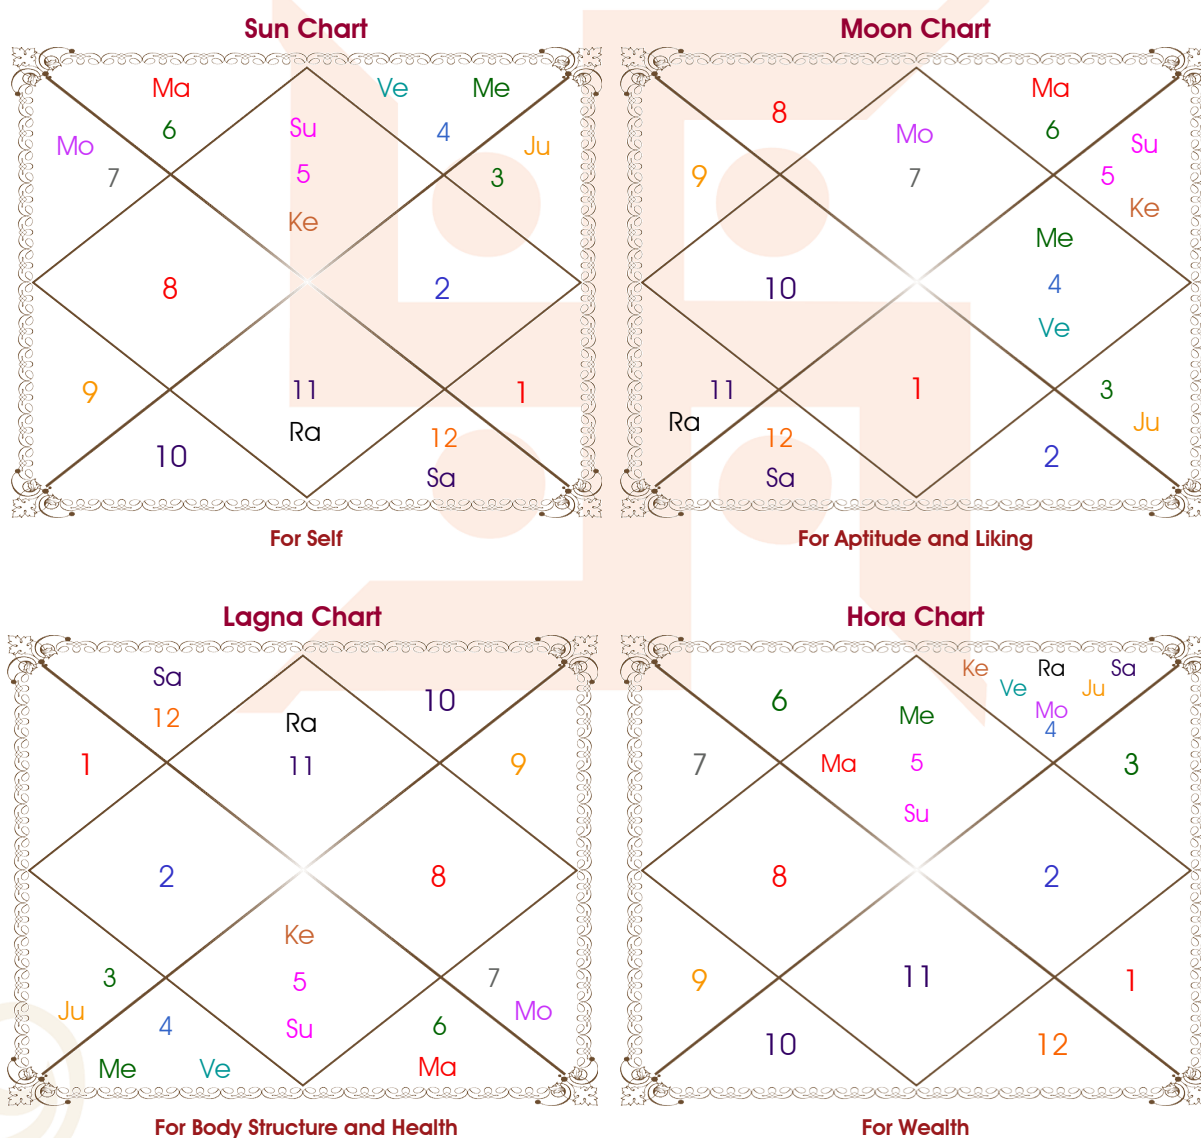 Sun Chart
Ma
Ve
Me
Su
6
4
Mo
Ju
7
5
3
Ke
8
2
9
11
1
Ra
12
10
Sa
For Self
Moon Chart
8
Ma
Mo
6
Su
9
7
5
Ke
Me
10
4
Ve
11
1
3
Ra
12
Ju
Sa
2
For Aptitude and Liking
Lagna Chart
Sa
10
12
Ra
1
11
9
2
8
Ke
3
5
7
Ju
4
Su
6
Mo
Me
Ve
Ma
For Body Structure and Health
Hora Chart
Ke
Ra
Sa
6
Ve
Ju
Me
Mo
4
7
Ma
5
3
Su
8
2
9
11
1
10
12
For Wealth